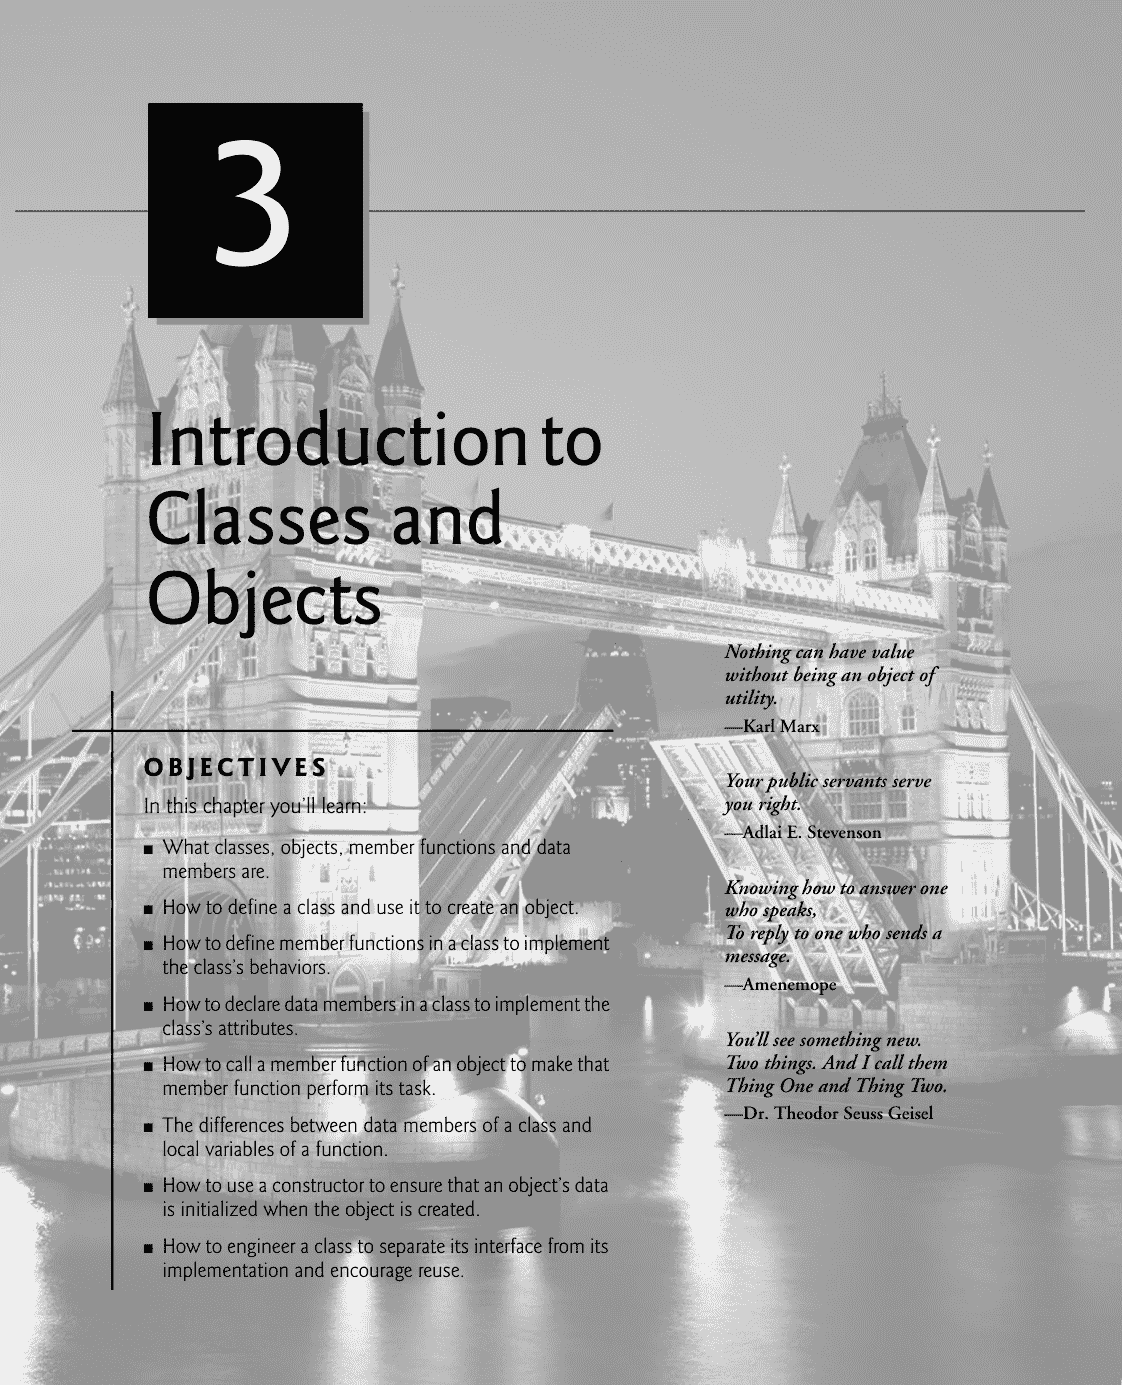 3
Introduction to
Classes and
Objects
OBJECTIVES
In this chapter you'll learn:
■ What classes, objects, member functions and data
members are.
■ How to define a class and use it to create an object.
■ How to define member functions in a class to implement
the class's behaviors.
■ How to declare data members in a class to implement the
class's attributes.
■ How to call a member function of an object to make that
member function perform its task.
■ The differences between data members of a class and
local variables of a function.
■ How to use a constructor to ensure that an object's data
is initialized when the object is created.
■ How to engineer a class to separate its interface from its
implementation and encourage reuse.
Nothing can have value
without being an object of
utility.
—Karl Marx
Your public servants serve
you right.
—Adlai E. Stevenson
Knowing how to answer one
who speaks,
To reply to one who sends a
message.
—Amenemope
You'll see something new.
Two things. And I call them
Thing One and Thing Two.
—Dr. Theodor Seuss Geisel